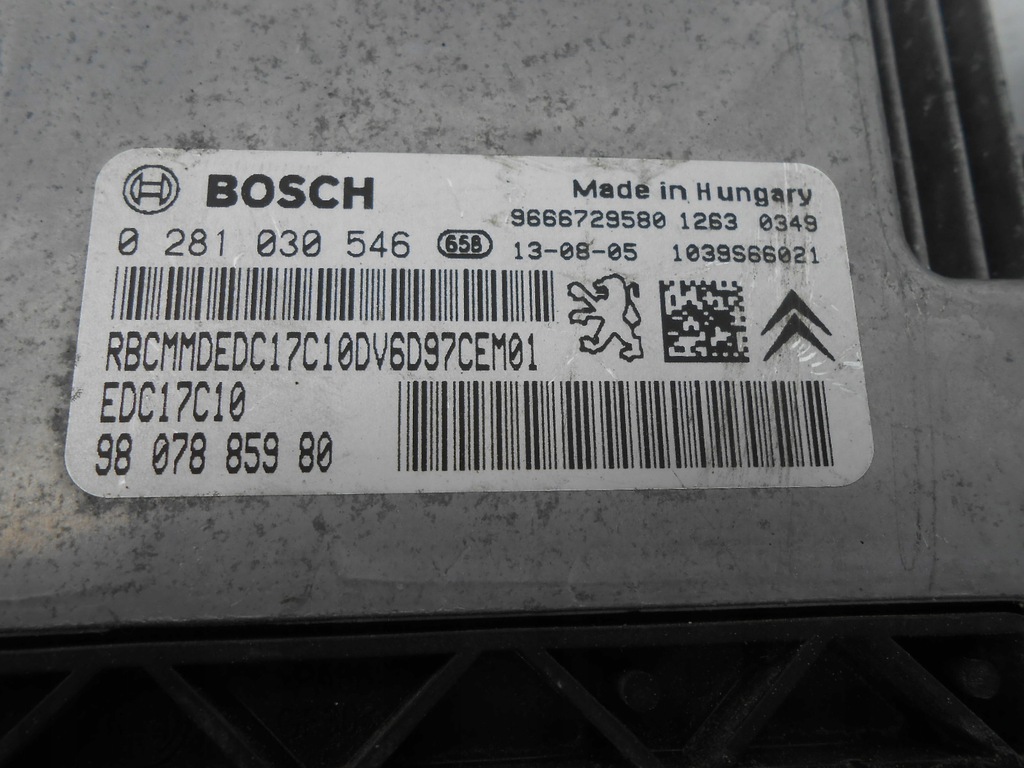 BOSCH
Made in Hungary
9666729580 1263 0349
0 281 030 546 65B
13-08-05 1039S66021
RBCMMDEDC17C10DV6D97CEM01
EDC17C10
98 078 859 80